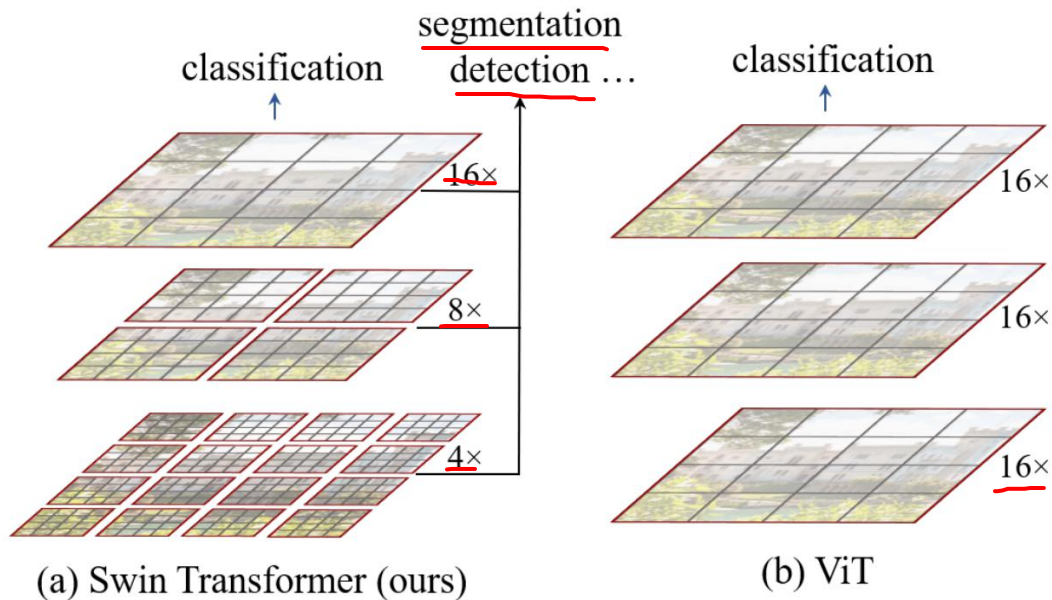 segmentation
detection ...
classification
16×
8×
4×
(a) Swin Transformer (ours)
classification
16×
16×
16×
(b) ViT